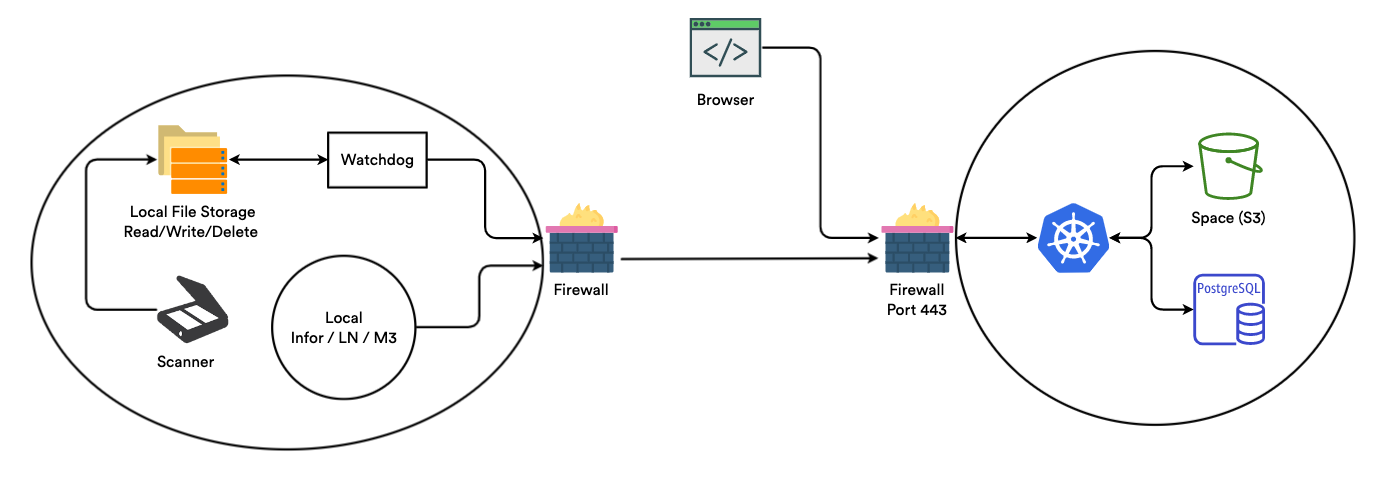 </>
Browser
Watchdog
Local File Storage
Read/Write/Delete
Scanner
Local
Infor / LN / M3
Firewall
Firewall
Port 443
Space (S3)
PostgreSQL